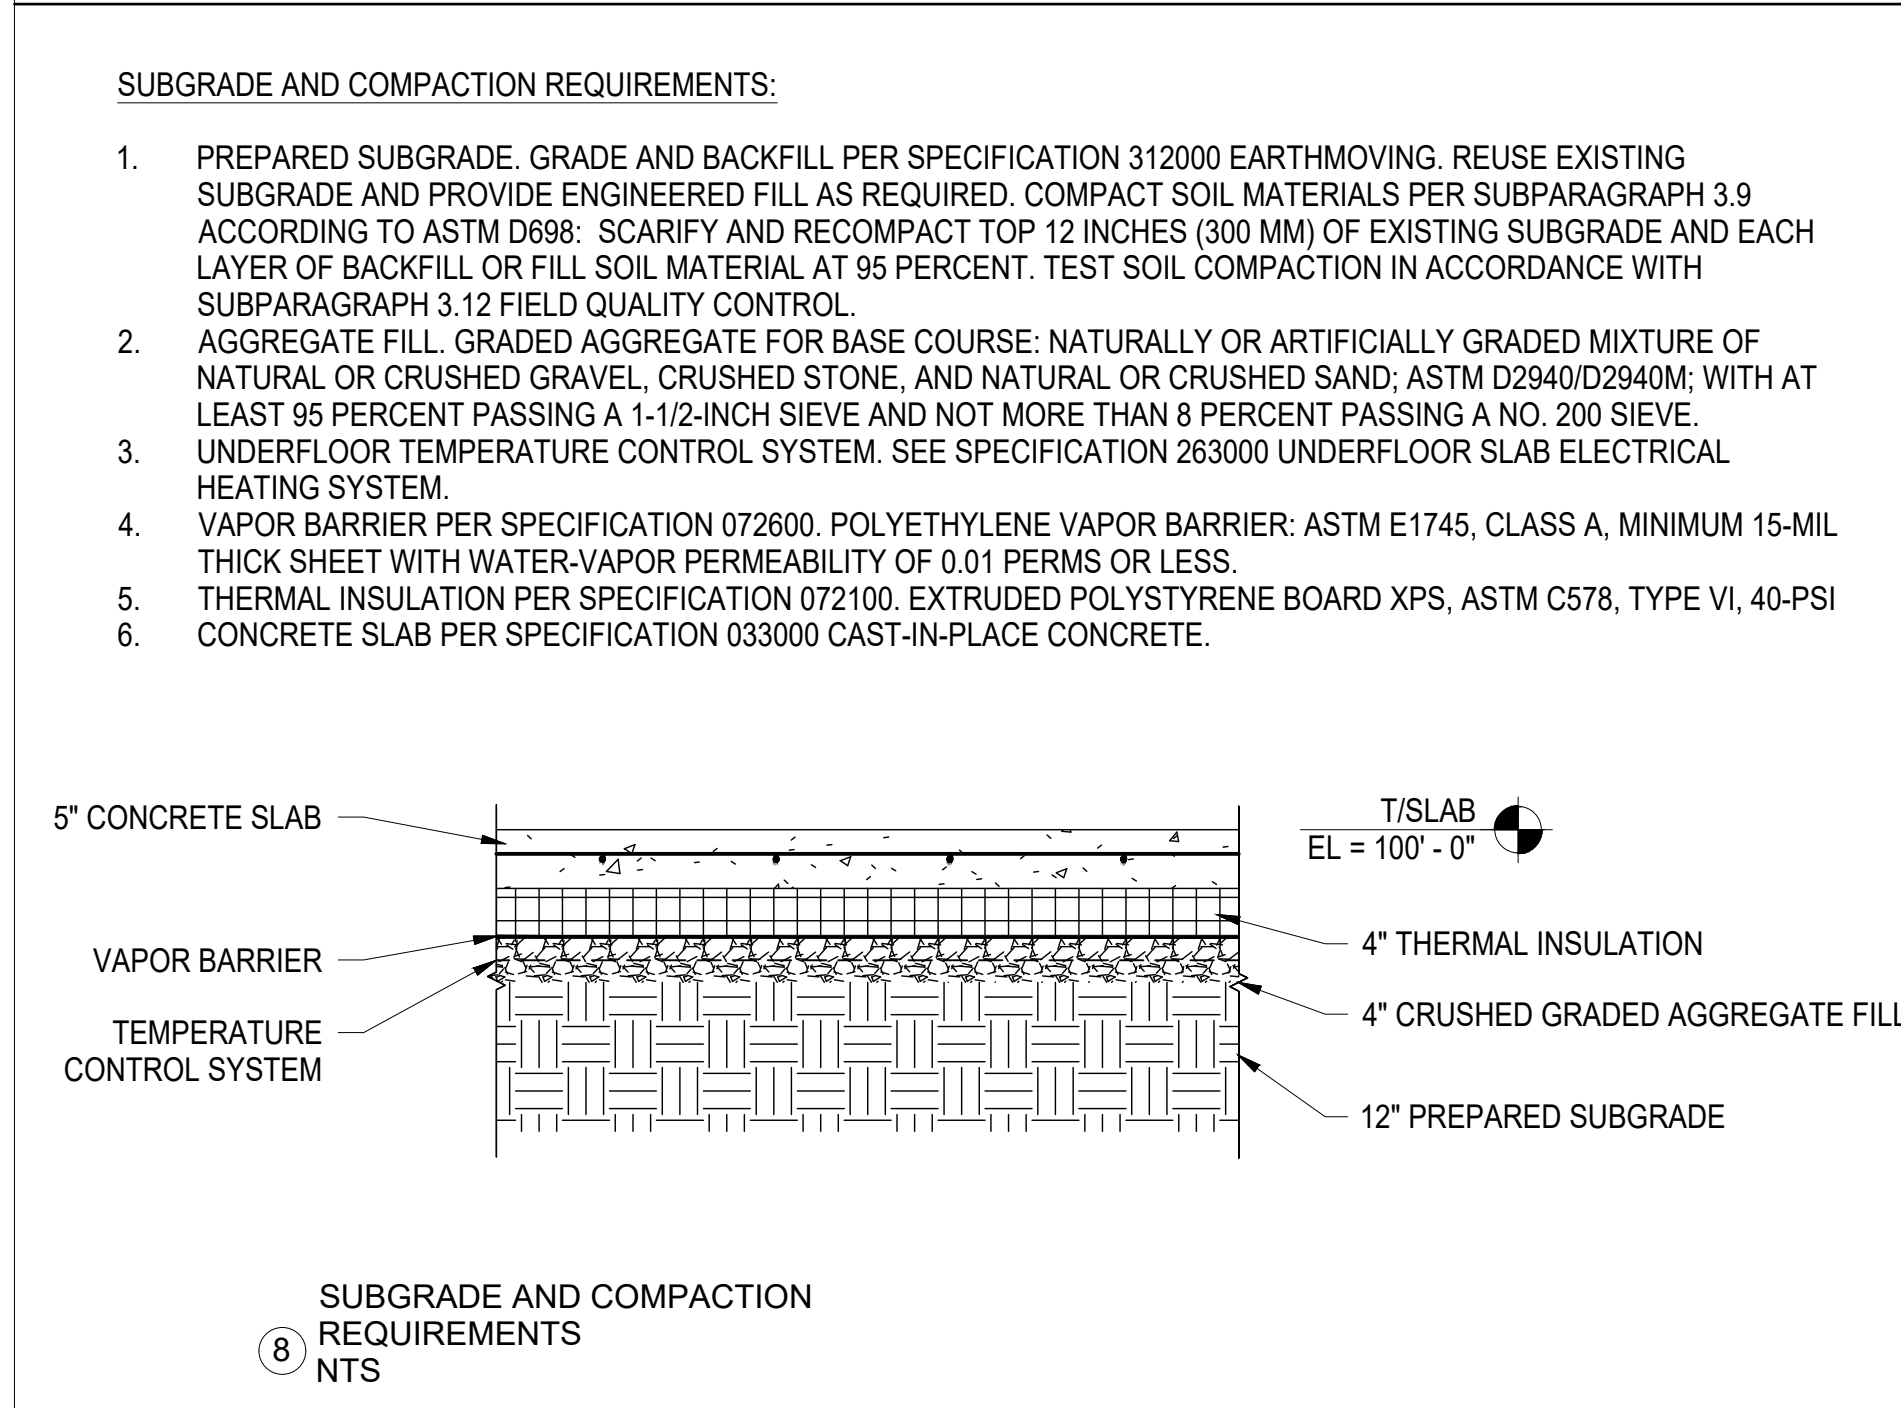 SUBGRADE AND COMPACTION REQUIREMENTS:
1. PREPARED SUBGRADE. GRADE AND BACKFILL PER SPECIFICATION 312000 EARTHMOVING. REUSE EXISTING
SUBGRADE AND PROVIDE ENGINEERED FILL AS REQUIRED. COMPACT SOIL MATERIALS PER SUBPARAGRAPH 3.9
ACCORDING TO ASTM D698: SCARIFY AND RECOMPACT TOP 12 INCHES (300 MM) OF EXISTING SUBGRADE AND EACH
LAYER OF BACKFILL OR FILL SOIL MATERIAL AT 95 PERCENT. TEST SOIL COMPACTION IN ACCORDANCE WITH
SUBPARAGRAPH 3.12 FIELD QUALITY CONTROL.
2. AGGREGATE FILL. GRADED AGGREGATE FOR BASE COURSE: NATURALLY OR ARTIFICIALLY GRADED MIXTURE OF
NATURAL OR CRUSHED GRAVEL, CRUSHED STONE, AND NATURAL OR CRUSHED SAND; ASTM D2940/D2940M; WITH AT
LEAST 95 PERCENT PASSING A 1-1/2-INCH SIEVE AND NOT MORE THAN 8 PERCENT PASSING A NO. 200 SIEVE.
3. UNDERFLOOR TEMPERATURE CONTROL SYSTEM. SEE SPECIFICATION 263000 UNDERFLOOR SLAB ELECTRICAL
HEATING SYSTEM.
4. VAPOR BARRIER PER SPECIFICATION 072600. POLYETHYLENE VAPOR BARRIER: ASTM E1745, CLASS A, MINIMUM 15-MIL
THICK SHEET WITH WATER-VAPOR PERMEABILITY OF 0.01 PERMS OR LESS.
5. THERMAL INSULATION PER SPECIFICATION 072100. EXTRUDED POLYSTYRENE BOARD XPS, ASTM C578, TYPE VI, 40-PSI
6. CONCRETE SLAB PER SPECIFICATION 033000 CAST-IN-PLACE CONCRETE.
5" CONCRETE SLAB
T/SLAB
EL = 100' - 0"
VAPOR BARRIER
4" THERMAL INSULATION
TEMPERATURE
CONTROL SYSTEM
4" CRUSHED GRADED AGGREGATE FILL
12" PREPARED SUBGRADE
SUBGRADE AND COMPACTION
8 REQUIREMENTS
NTS